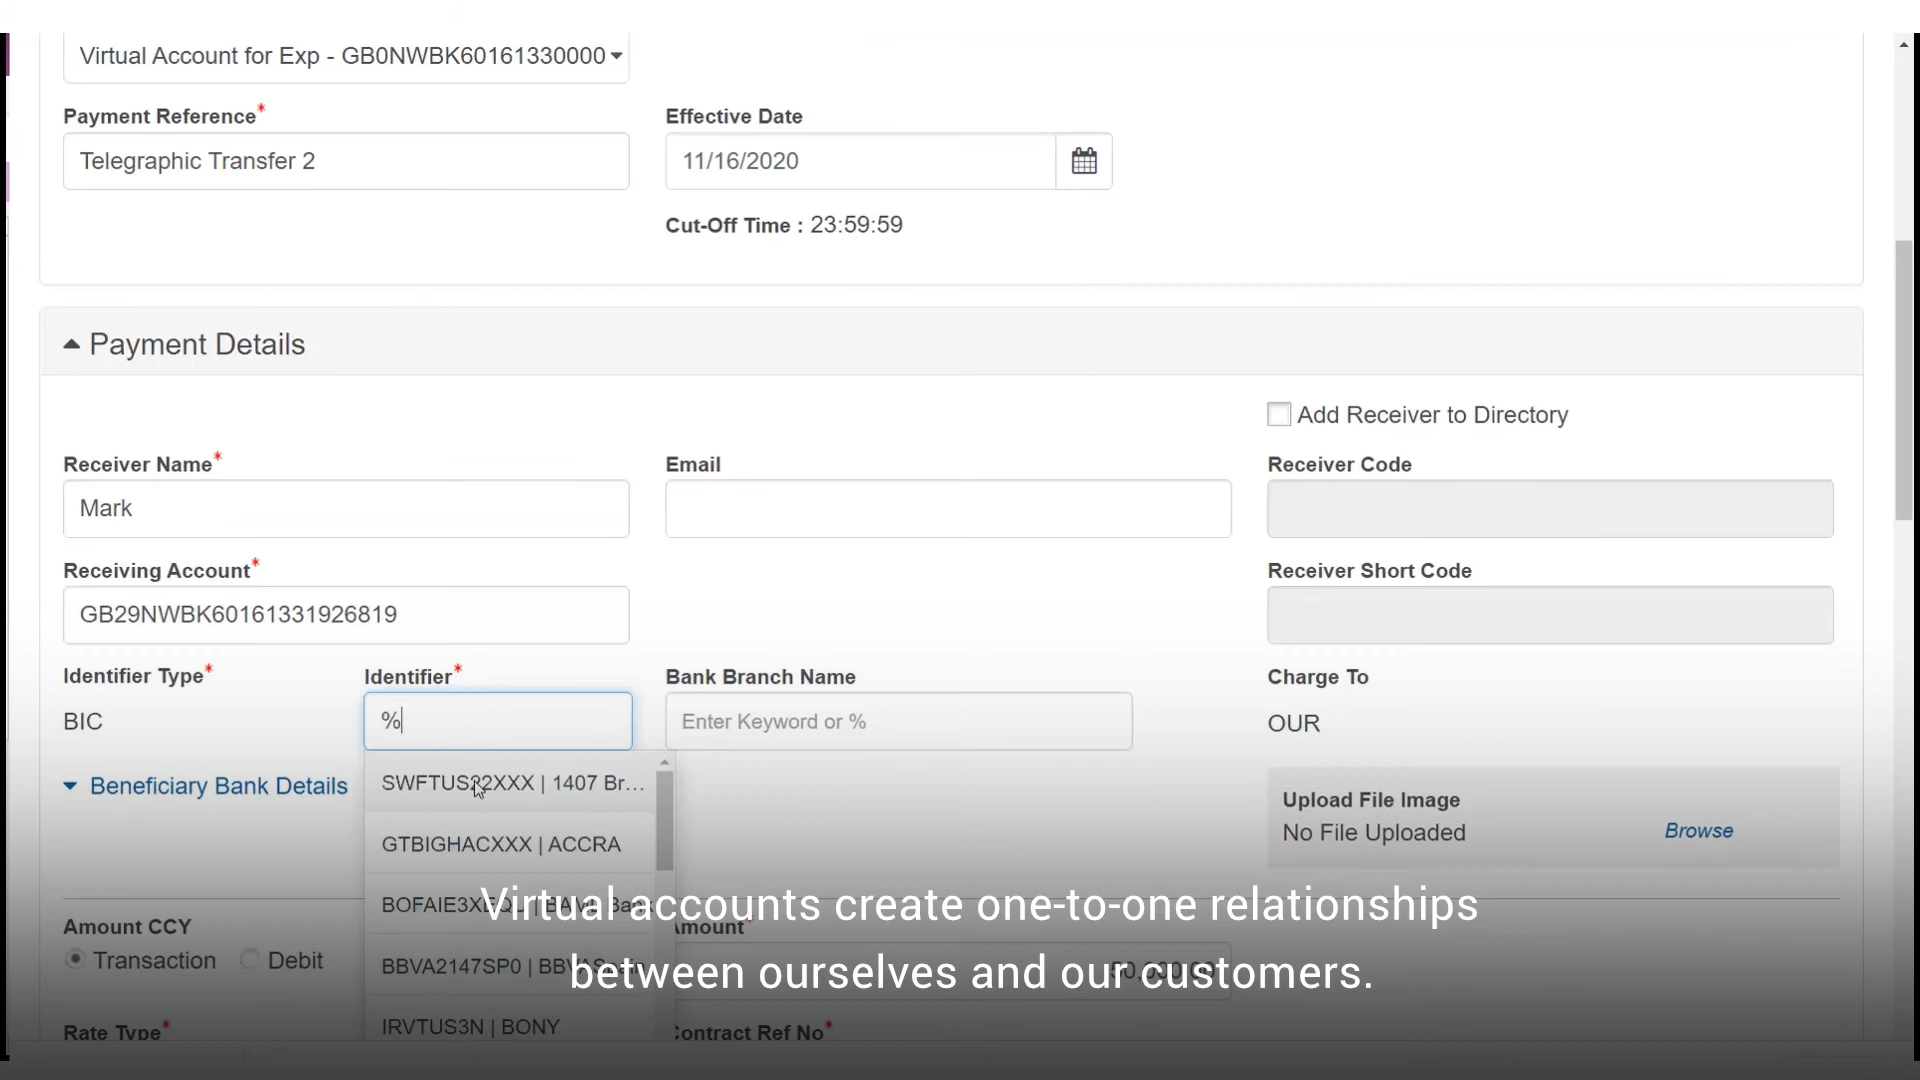 Virtual Account for Exp - GB0NWBK60161330000
Payment Reference*
Effective Date
Telegraphic Transfer 2
11/16/2020
Cut-Off Time : 23:59:59
Payment Details
Add Receiver to Directory
Receiver Name*
Email
Receiver Code
Mark
Receiving Account*
Receiver Short Code
GB29NWBK60161331926819
Identifier Type*
Identifier*
Bank Branch Name
Charge To
BIC
%
Enter Keyword or %
OUR
Beneficiary Bank Details
SWFTUS22XXX | 1407 Br...
Upload File Image
No File Uploaded
Browse
GTBIGHACXXX | ACCRA
BOFAIE3X | BAML Bank
Virtual accounts create one-to-one relationships
Amount CCY
Amount*
Transaction
Debit
BBVA2147SP0 | BBVA
between ourselves and our customers.
Rate Type*
IRVTUS3N | BONY
Contract Ref No*